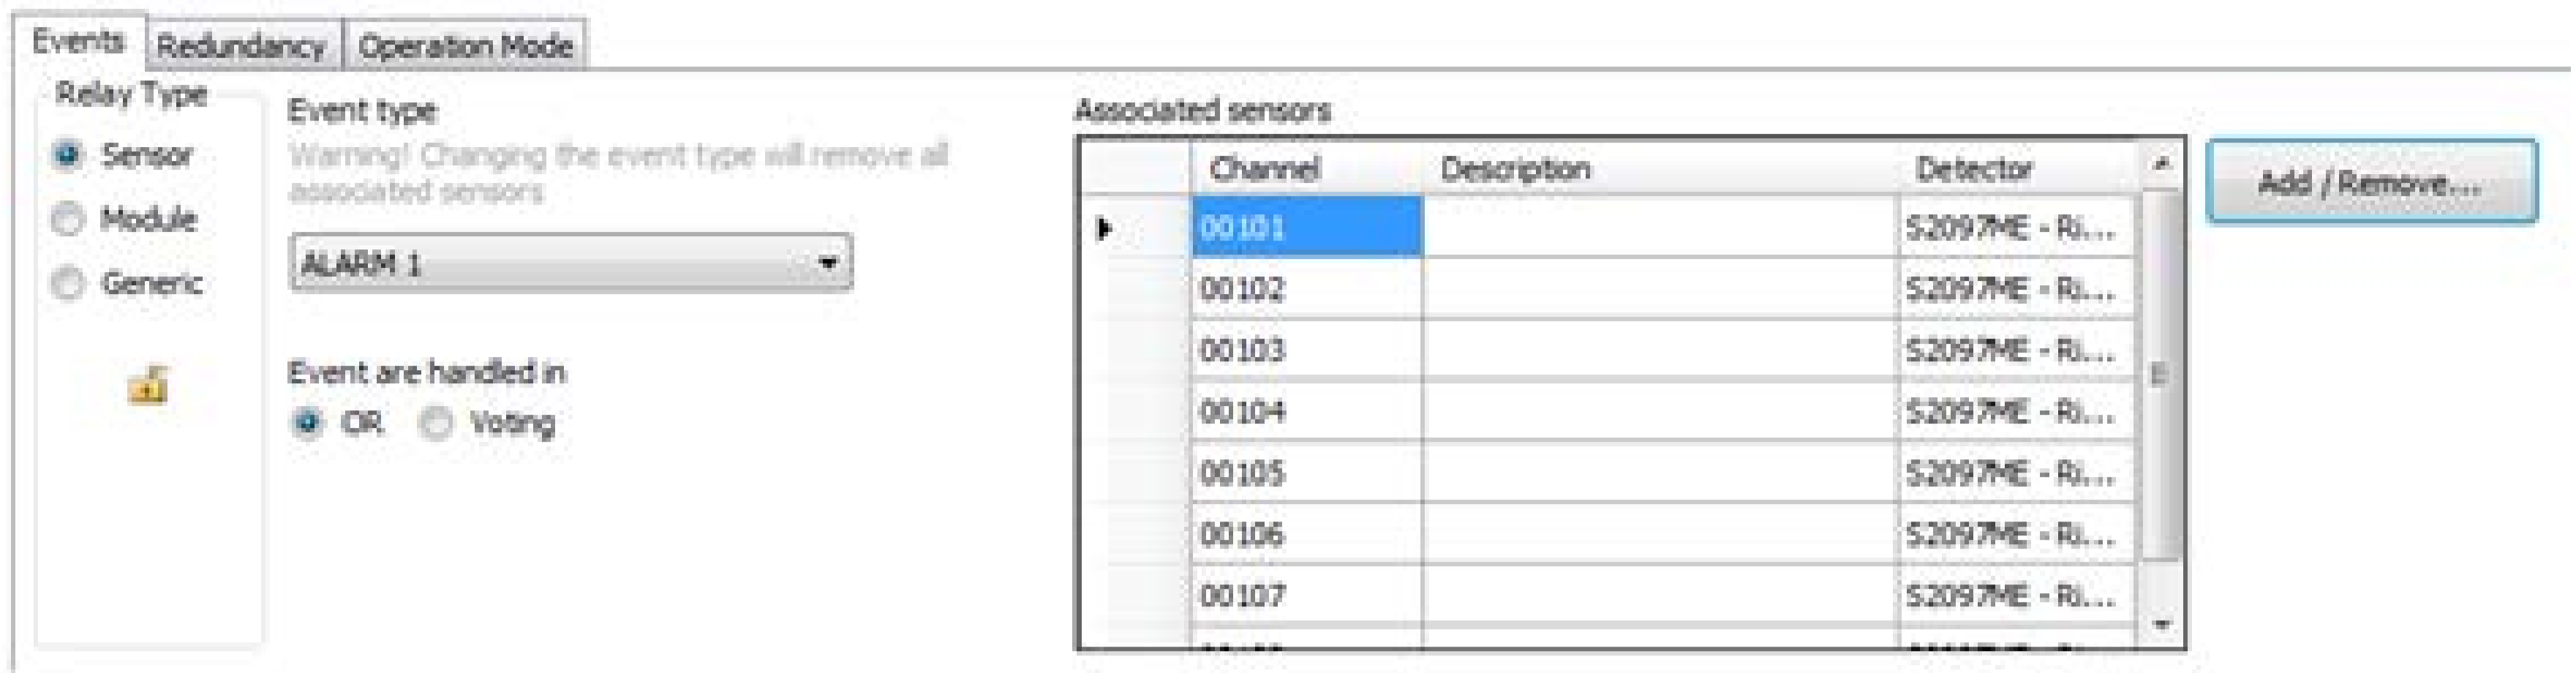 Events Redundancy Operation Mode
Relay Type
Sensor
Module
Generic
Event type
Warning! Changing the event type will remove all
associated sensors
ALARM 1
Event are handled in
OR Voting
Associated sensors
Channel Description Detector
00101 S2097ME - Ri...
00102 S2097ME - Ri...
00103 S2097ME - Ri...
00104 S2097ME - Ri...
00105 S2097ME - Ri...
00106 S2097ME - Ri...
00107 S2097ME - Ri...
Add / Remove...